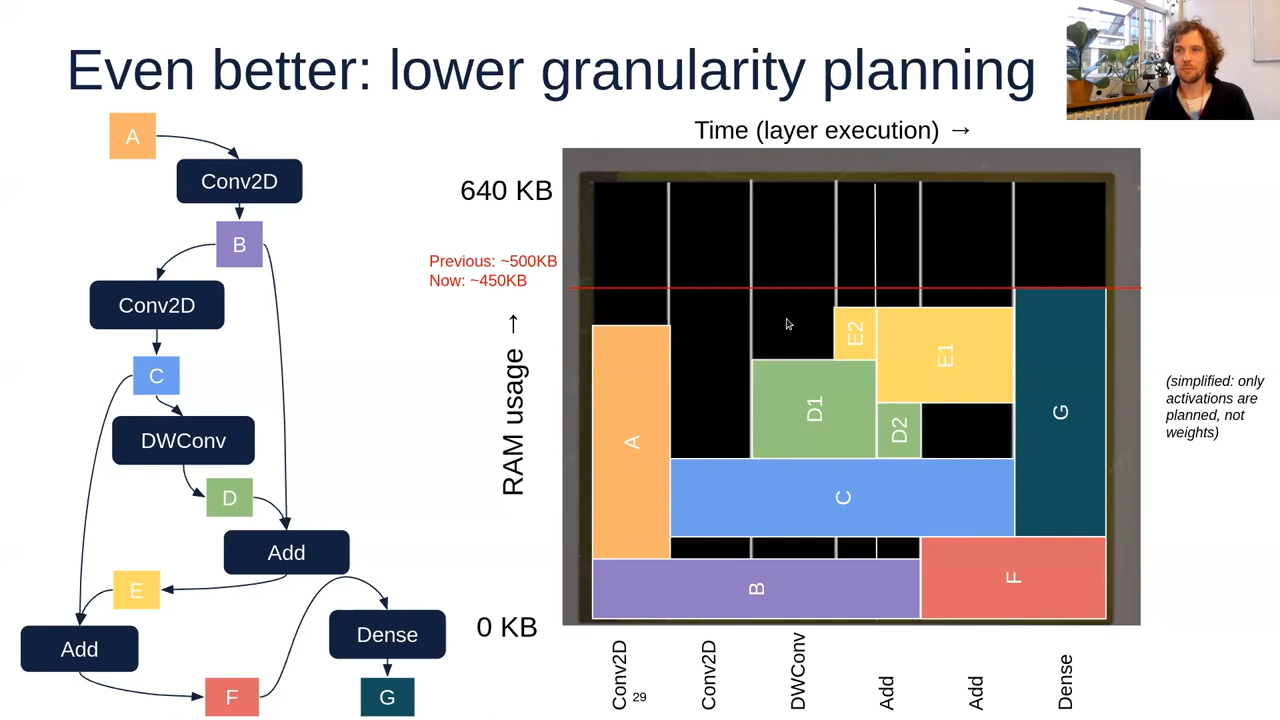 Even better: lower granularity planning
A
Conv2D
B
Conv2D
C
DWConv
D
Add
E
Add
Dense
F
G
Time (layer execution) →
640 KB
Previous: ~500KB
Now: ~450KB
RAM usage →
0 KB
A
B
C
D1
D2
E2
E1
F
G
Conv2D
Conv2D
DWConv
Add
Add
Dense
29
(simplified: only
activations are
planned, not
weights)